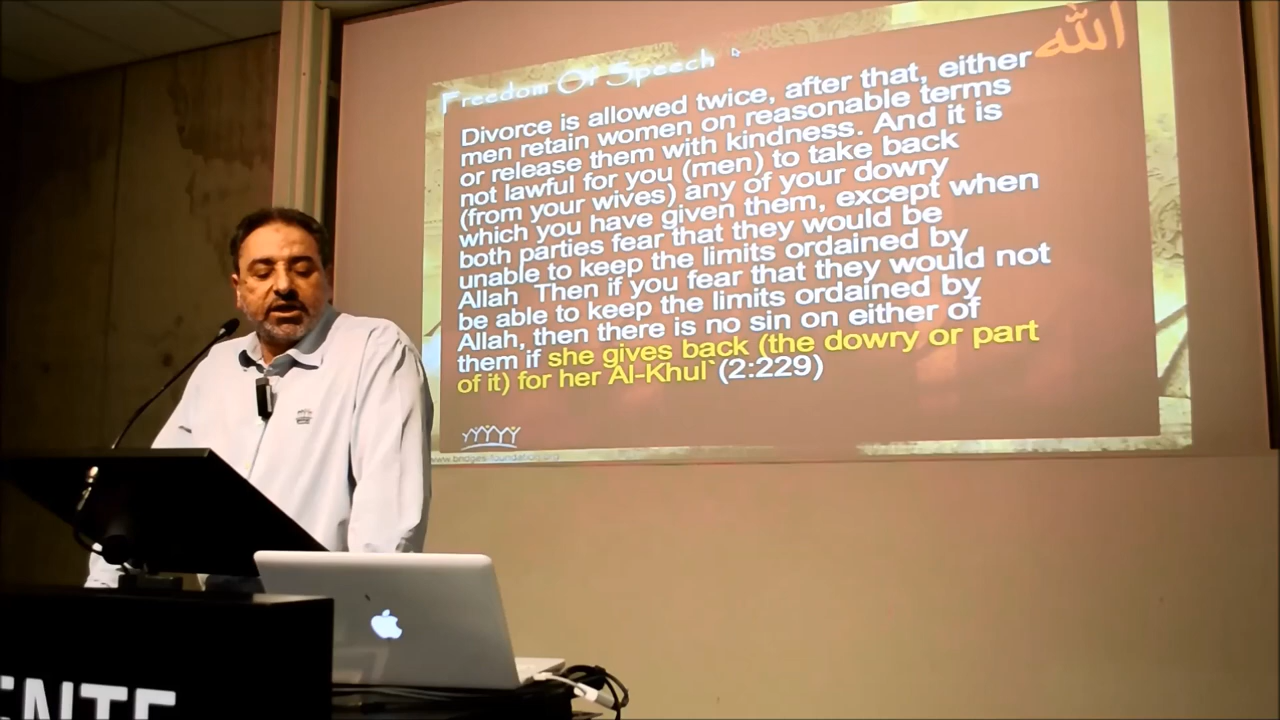 Freedom Of Speech
الله
Divorce is allowed twice, after that, either
men retain women on reasonable terms
or release them with kindness. And it is
not lawful for you (men) to take back
(from your wives) any of your dowry
which you have given them, except when
both parties fear that they would be
unable to keep the limits ordained by
Allah Then if you fear that they would not
be able to keep the limits ordained by
Allah, then there is no sin on either of
them if she gives back (the dowry or part
of it) for her Al-Khul`(2:229)
www.bridges-foundation.org
ENTE